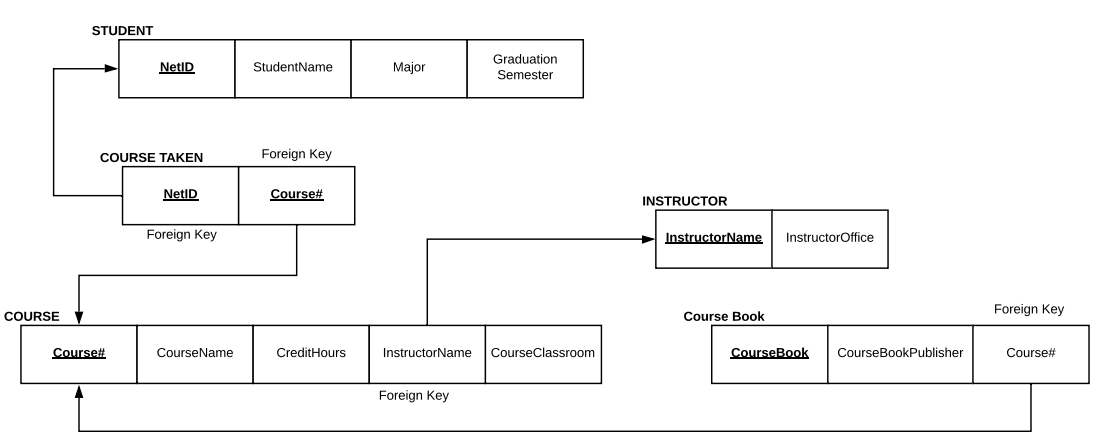 STUDENT
NetID
StudentName
Major
Graduation
Semester
COURSE TAKEN
Foreign Key
NetID
Course#
Foreign Key
INSTRUCTOR
InstructorName
InstructorOffice
COURSE
Course#
CourseName
CreditHours
InstructorName
CourseClassroom
Foreign Key
Course Book
Foreign Key
CourseBook
CourseBookPublisher
Course#